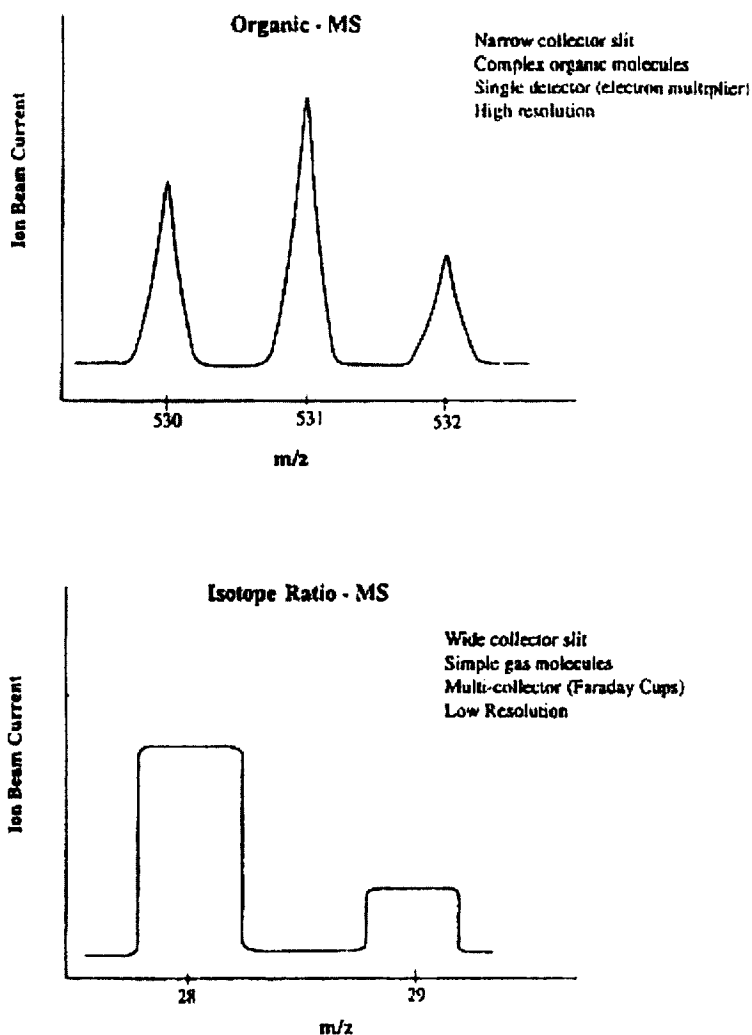 Organic - MS
Narrow collector slit
Complex organic molecules
Single detector (electron multiplier)
High resolution
Ion Beam Current
530
531
532
m/z
Isotope Ratio - MS
Wide collector slit
Simple gas molecules
Multi-collector (Faraday Cups)
Low Resolution
Ion Beam Current
28
29
m/z